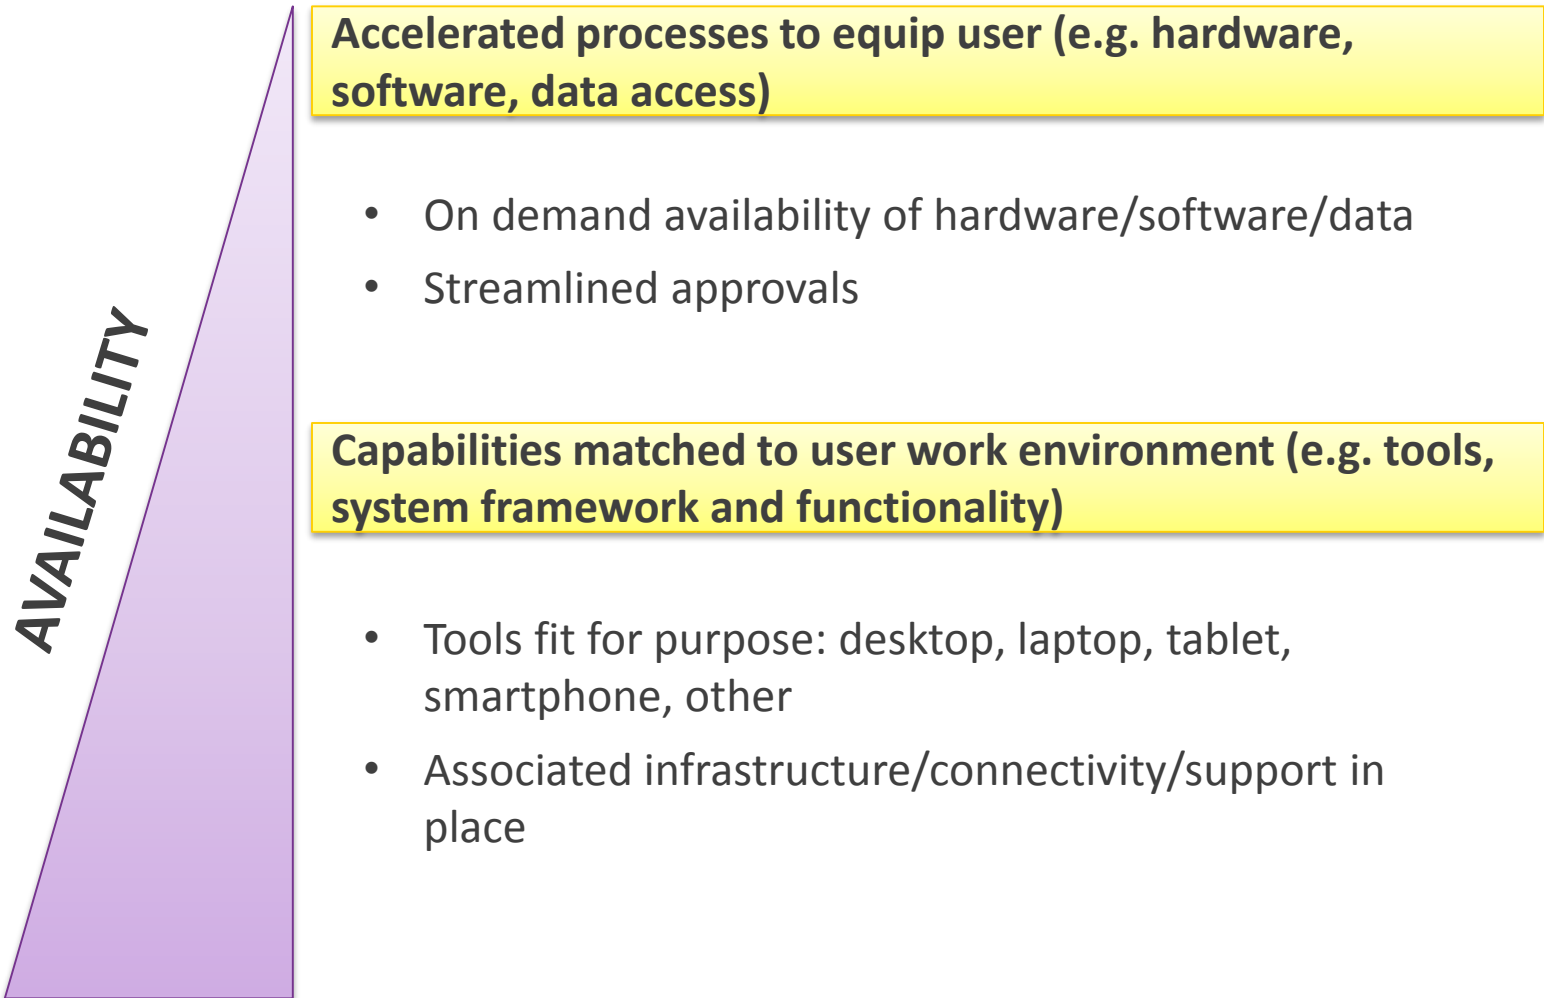 Accelerated processes to equip user (e.g. hardware,
software, data access)
• On demand availability of hardware/software/data
• Streamlined approvals
AVAILABILITY
Capabilities matched to user work environment (e.g. tools,
system framework and functionality)
• Tools fit for purpose: desktop, laptop, tablet,
smartphone, other
• Associated infrastructure/connectivity/support in
place